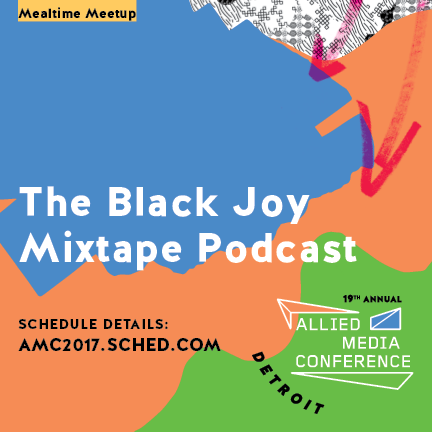 Mealtime Meetup
The Black Joy
Mixtape Podcast
SCHEDULE DETAILS:
AMC2017.SCHED.COM
19TH ANNUAL
ALLIED
MEDIA
CONFERENCE
DETROIT